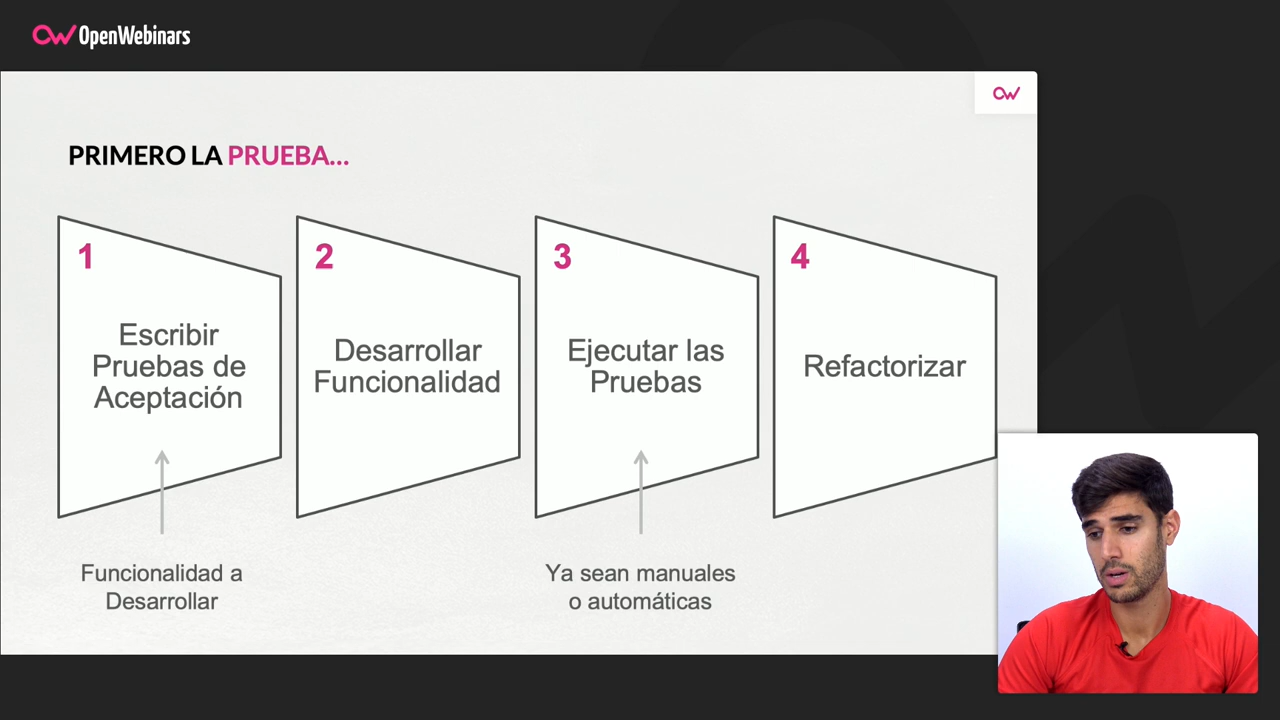 OpenWebinars
PRIMERO LA PRUEBA...
1
Escribir
Pruebas de
Aceptación
2
Desarrollar
Funcionalidad
3
Ejecutar las
Pruebas
4
Refactorizar
Funcionalidad a
Desarrollar
Ya sean manuales
o automáticas